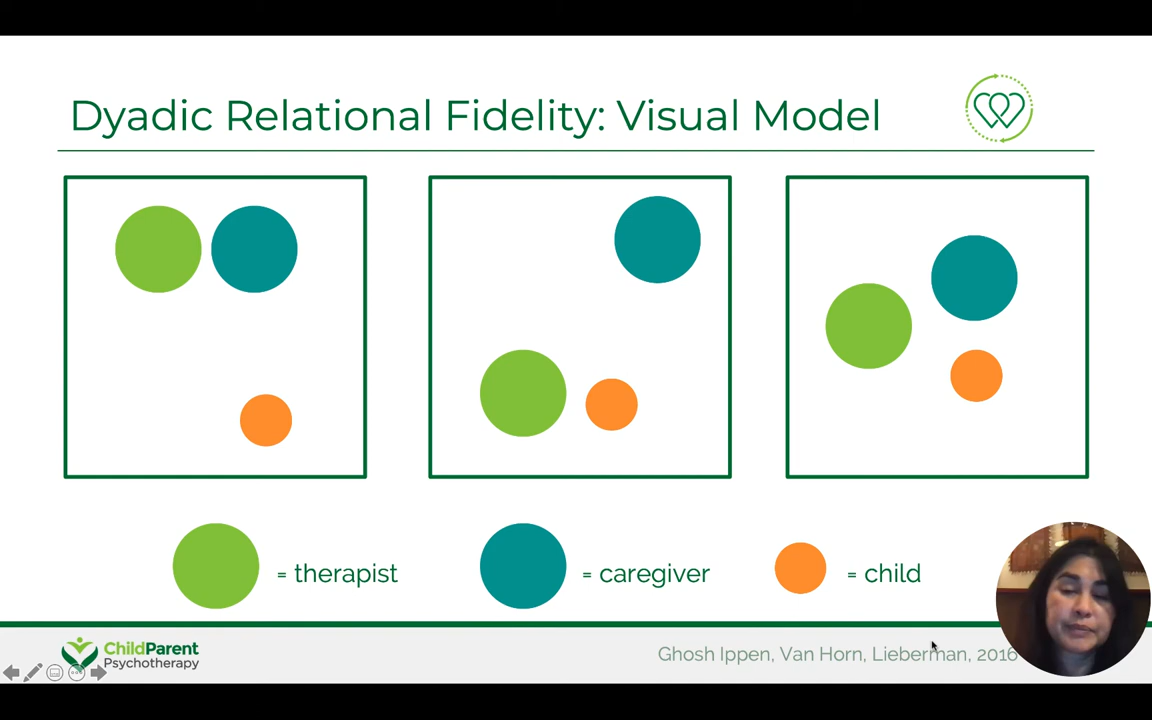 Dyadic Relational Fidelity: Visual Model
= therapist
= caregiver
= child
ChildParent
Psychotherapy
Ghosh Ippen, Van Horn, Lieberman, 2016